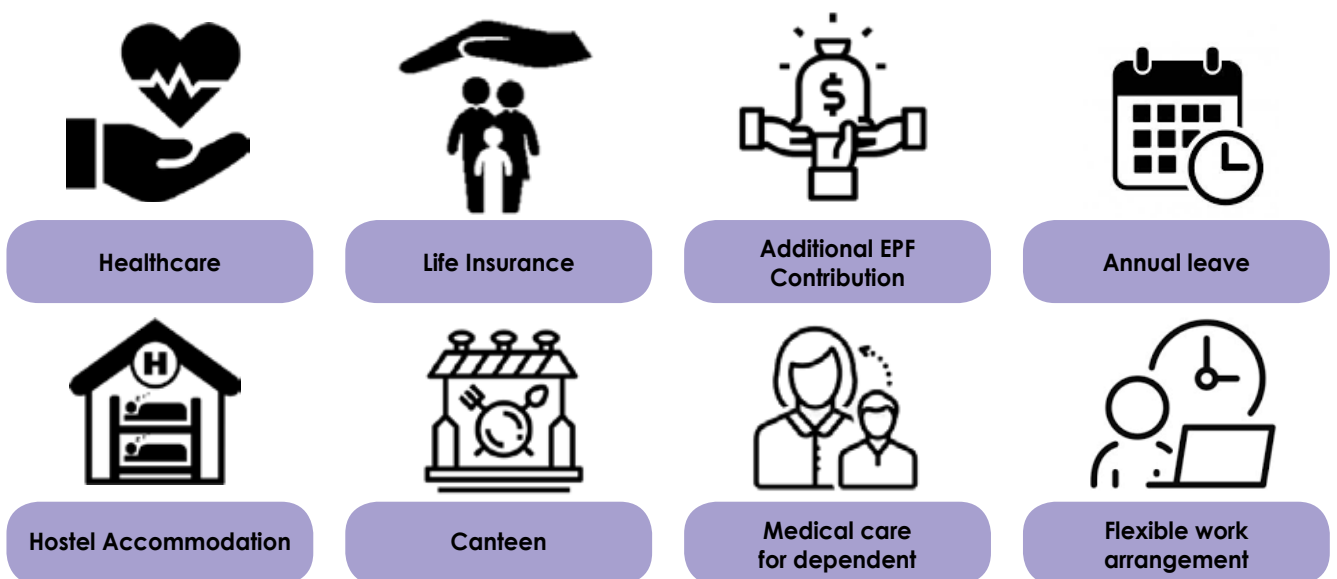 $
Healthcare
Life Insurance
Additional EPF
Contribution
Annual leave
H
Hostel Accommodation
Canteen
Medical care
for dependent
Flexible work
arrangement